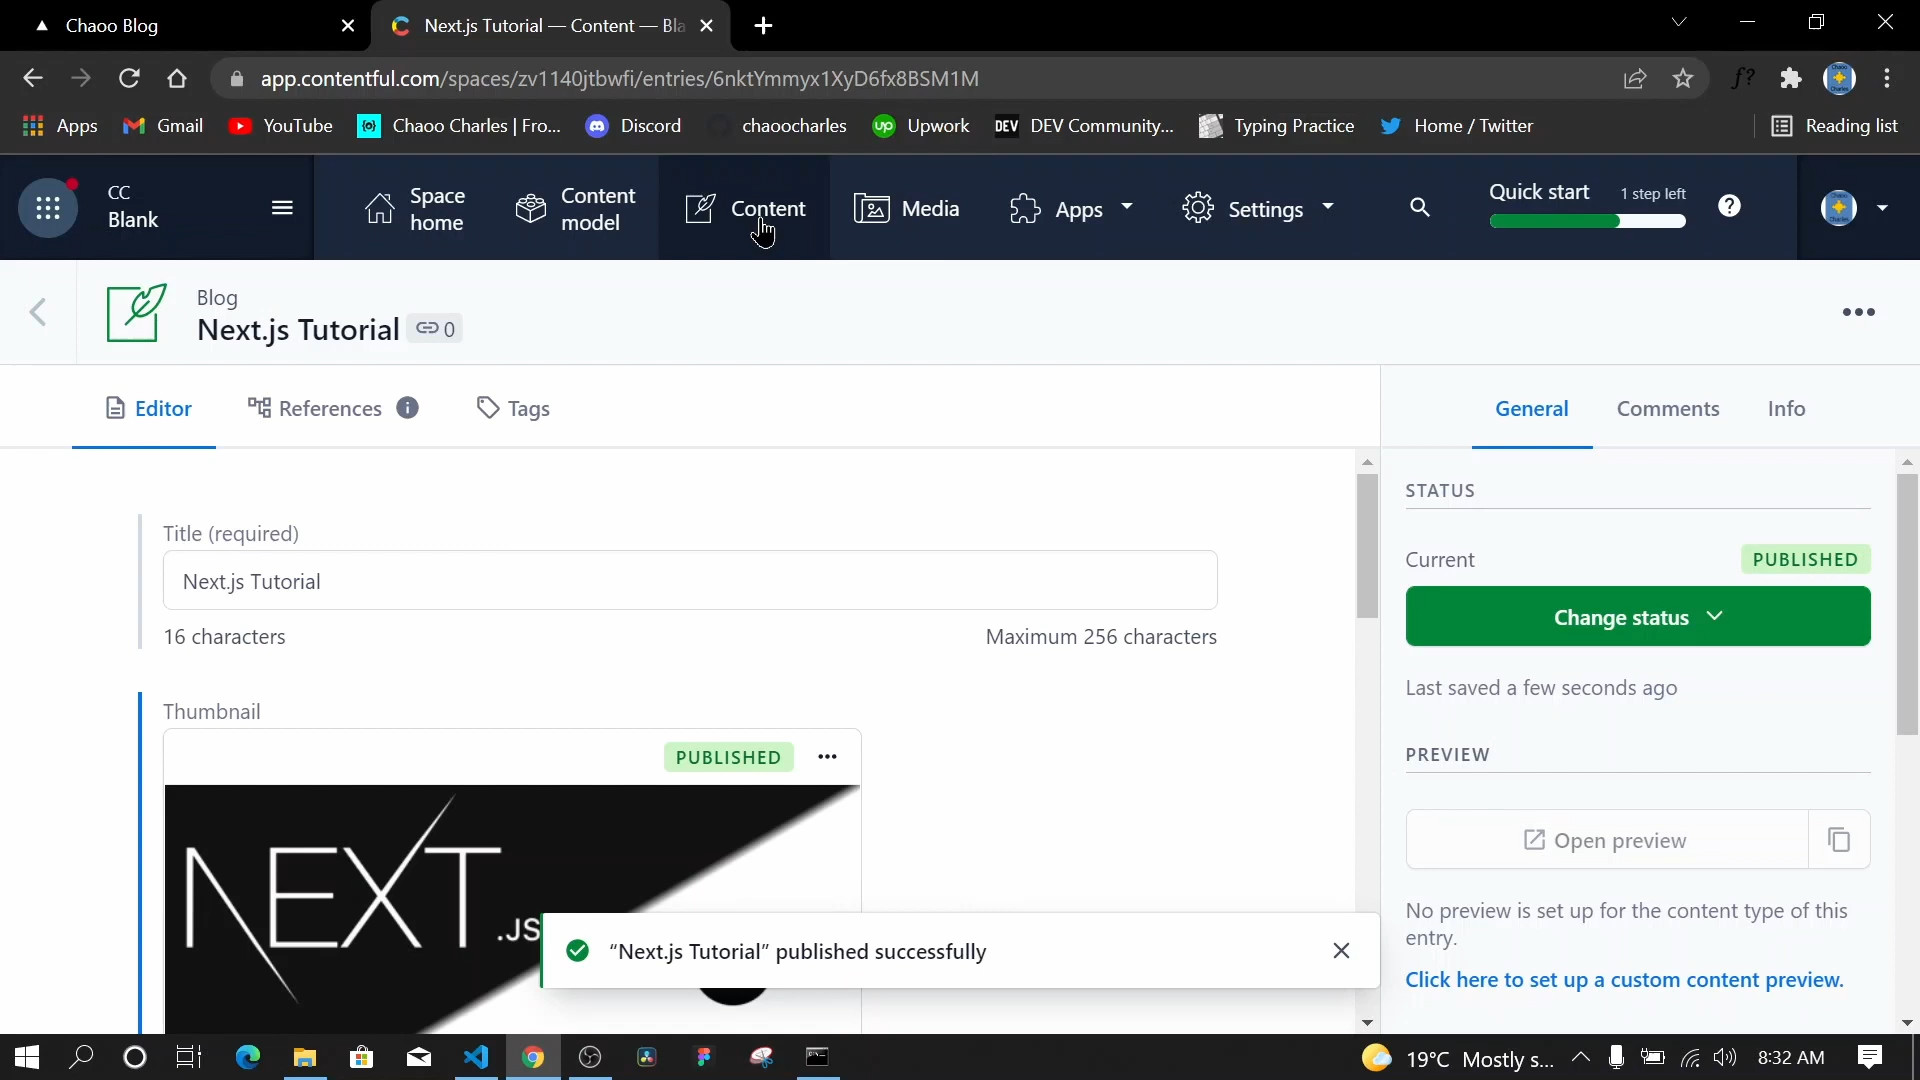 Chaoo Blog
Next.js Tutorial — Content — Bla
app.contentful.com/spaces/zv1140jtbwfi/entries/6nktYmmyx1XyD6fx8BSM1M
f?
Apps
Gmail
YouTube
Chaoo Charles | Fro...
Discord
chaoocharles
up
Upwork
DEV
DEV Community...
Typing Practice
Home / Twitter
Reading list
CC
Blank
Space
home
Content
model
Content
Media
Apps
Settings
Quick start
1 step left
Blog
Next.js Tutorial
0
Editor
References
Tags
General
Comments
Info
Title (required)
Next.js Tutorial
16 characters
Maximum 256 characters
Thumbnail
PUBLISHED
NEXT
.JS
“Next.js Tutorial” published successfully
STATUS
Current
PUBLISHED
Change status
Last saved a few seconds ago
PREVIEW
Open preview
No preview is set up for the content type of this
entry.
Click here to set up a custom content preview.
19°C Mostly s...
8:32 AM